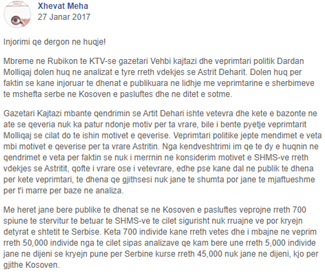 Xhevat Meha
27 Janar 2017
Injorimi qe dergon ne huqje!
Mbreme ne Rubikon te KTV-se gazetari Vehbi kajtazi dhe veprimtari politik Dardan
Molliqaj dolen huq ne analizat e tyre rreth vdekjes se Astrit Deharit. Dolen huq per
faktin se kane injoruar te dhenat e publikuara ne lidhje me veprimtarine e sherbimeve
te mshefta serbe ne Kosoven e pasluftes dhe ne ditet e sotme.
Gazetari Kajtazi mbante qendrimin se Artit Dehari ishte vetevra dhe kete e bazonte ne
ate se qeveria nuk ka patur ndonje motiv per ta vrare, bile i bente pyetje veprimtarit
Molliqaj se cilat do te ishin motivet e qeverise. Veprimtari politike jepte mendimet e veta
mbi motivet e qeverise per ta vrare Astritin. Nga kendveshtrimi im qe te dy e huqnin ne
qendrimet e veta per faktin se nuk i merrnin ne konsiderim motivet e SHMS-ve rreth
vdekjes se Astritit, qofte i vrare ose i vetevrare, edhe pse kane dal ne publik te dhena
per kete veprimtari, te dhena qe gjithsesi nuk jane te shumta por jane te mjaftueshme
per t'i marre per baze ne analiza.
Me heret jane bere publike te dhenat se ne Kosoven e pasluftes veprojne rreth 700
spiune te stervitur te betuar te SHMS-ve te cilet sigurisht nuk rruajne ve por kryejn
detyrat e shtetit te Serbise. Keta 700 individe kane rreth vetes dhe i mbajne ne veprim
rreth 50,000 individe nga te cilet sipas analizave qe kam bere une rreth 5,000 individe
jane ne dijeni se kryejn pune per Serbine kurse rreth 45,000 nuk jane ne dijeni, kjo per
gjithe Kosoven.